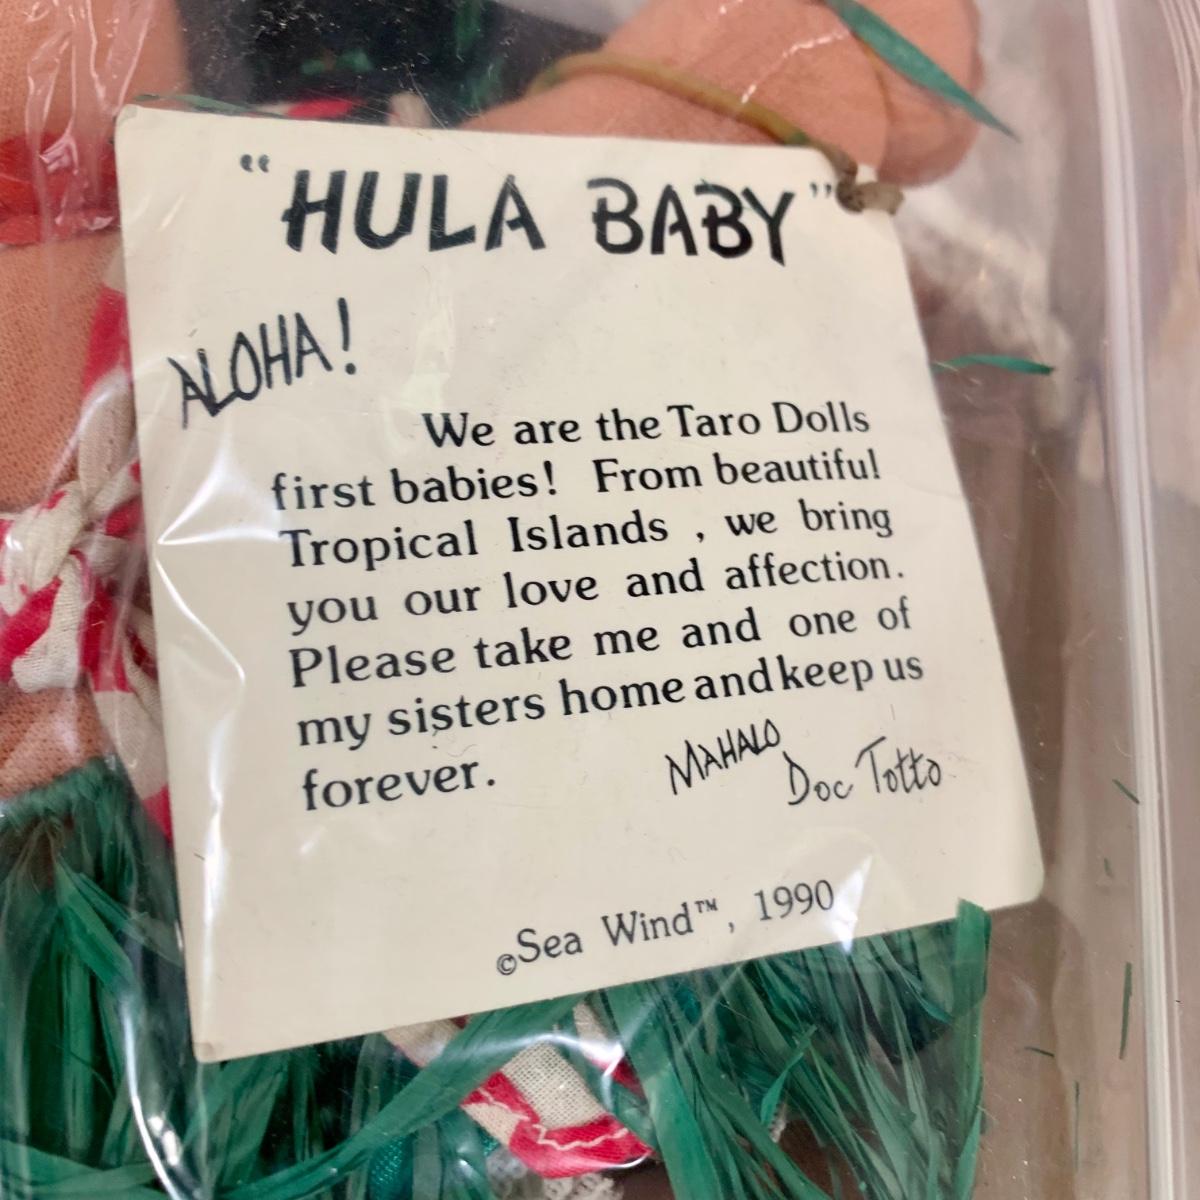 "HULA BABY"
ALOHA!
We are the Taro Dolls
first babies! From beautiful
Tropical Islands , we bring
you our love and affection.
Please take me and one of
my sisters home and keep us
forever.
MAHALO
Doc Totto
©Sea Wind™, 1990